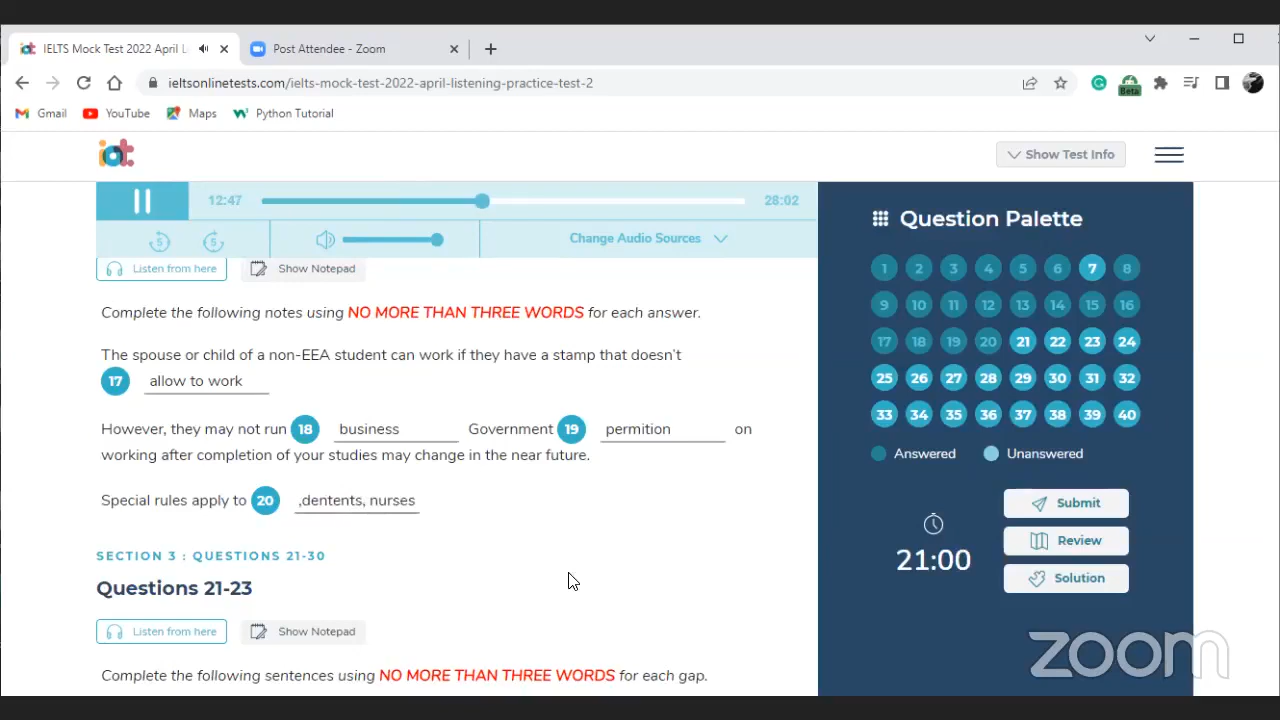 IELTS Mock Test 2022 April L
Post Attendee - Zoom
ieltsonlinetests.com/ielts-mock-test-2022-april-listening-practice-test-2
Beta
Gmail YouTube Maps Python Tutorial
iot
Show Test Info
12:47 28:02
5 5 Change Audio Sources
Listen from here Show Notepad
Complete the following notes using NO MORE THAN THREE WORDS for each answer.
The spouse or child of a non-EEA student can work if they have a stamp that doesn't
17 allow to work
However, they may not run 18 business Government 19 permition on
working after completion of your studies may change in the near future.
Special rules apply to 20 ,dentents, nurses
SECTION 3 : QUESTIONS 21-30
Questions 21-23
Listen from here Show Notepad
Complete the following sentences using NO MORE THAN THREE WORDS for each gap.
Question Palette
1 2 3 4 5 6 7 8
9 10 11 12 13 14 15 16
17 18 19 20 21 22 23 24
25 26 27 28 29 30 31 32
33 34 35 36 37 38 39 40
Answered Unanswered
21:00
Submit
Review
Solution
zoom